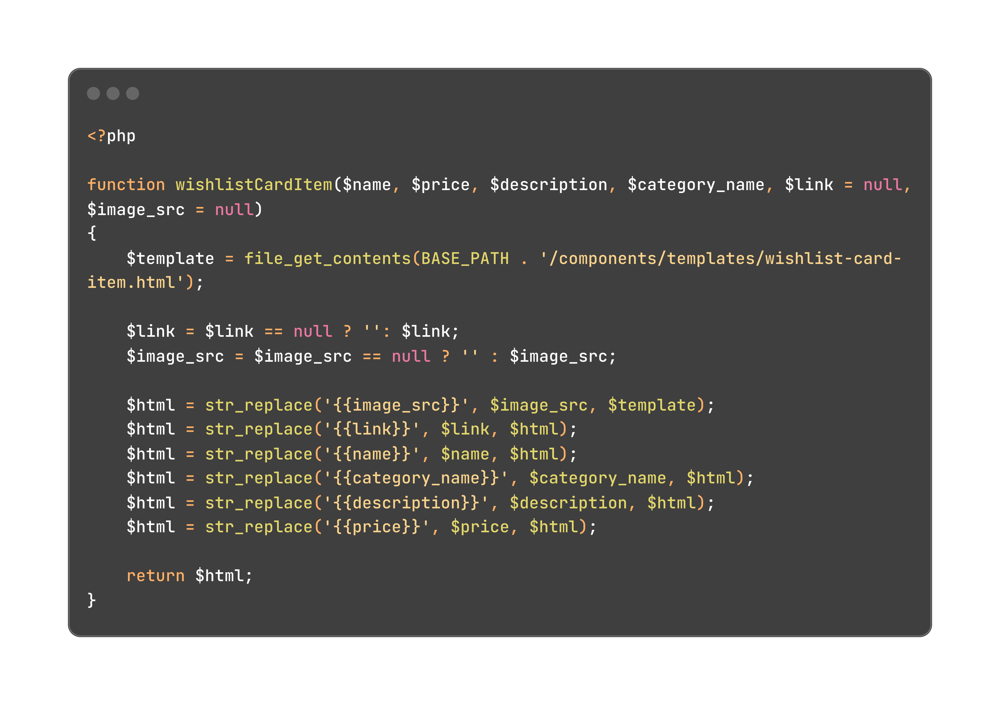 <?php

function wishlistCardItem($name, $price, $description, $category_name, $link = null,
$image_src = null)
{
    $template = file_get_contents(BASE_PATH . '/components/templates/wishlist-card-
item.html');

    $link = $link == null ? '': $link;
    $image_src = $image_src == null ? '' : $image_src;

    $html = str_replace('{{image_src}}', $image_src, $template);
    $html = str_replace('{{link}}', $link, $html);
    $html = str_replace('{{name}}', $name, $html);
    $html = str_replace('{{category_name}}', $category_name, $html);
    $html = str_replace('{{description}}', $description, $html);
    $html = str_replace('{{price}}', $price, $html);

    return $html;
}